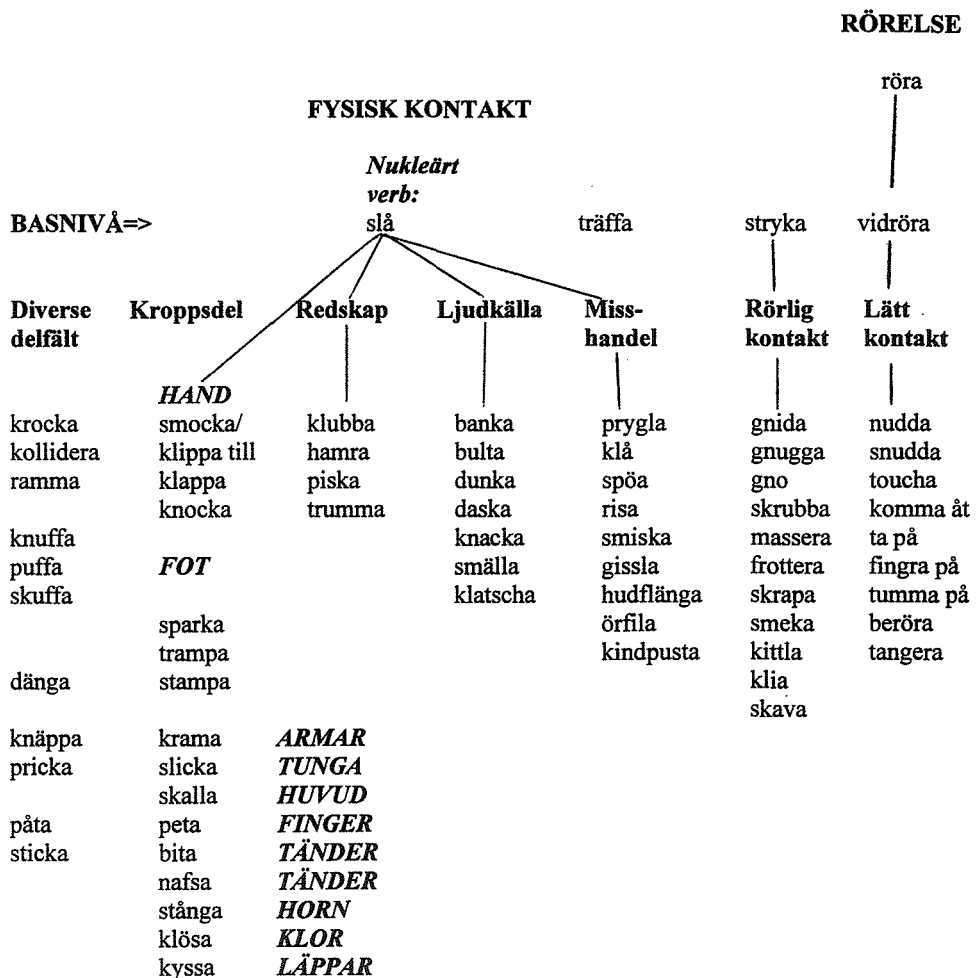 RÖRELSE
röra
FYSISK KONTAKT
Nukleärt
verb:
BASNIVÅ=> slå träffa stryka vidröra
Diverse Kroppsdel Redskap Ljudkälla Miss- Rörlig Lätt
delfält handel kontakt kontakt
HAND
krocka smocka/ klubba banka prygla gnida nudda
kollidera klippa till hamra bulta klå gnugga snudda
ramma klappa piska dunka spöa gno toucha
knocka trumma daska risa skrubba komma åt
knuffa knacka smiska massera ta på
puffa FOT smälla gissla frottera fingra på
skuffa klatscha hudflänga skrapa tumma på
sparka örfila smeka beröra
trampa kindpusta kittla tangera
dänga stampa klia
skava
knäppa krama ARMAR
pricka slicka TUNGA
skalla HUVUD
påta peta FINGER
sticka bita TÄNDER
nafsa TÄNDER
stånga HORN
klösa KLOR
kyssa LÄPPAR